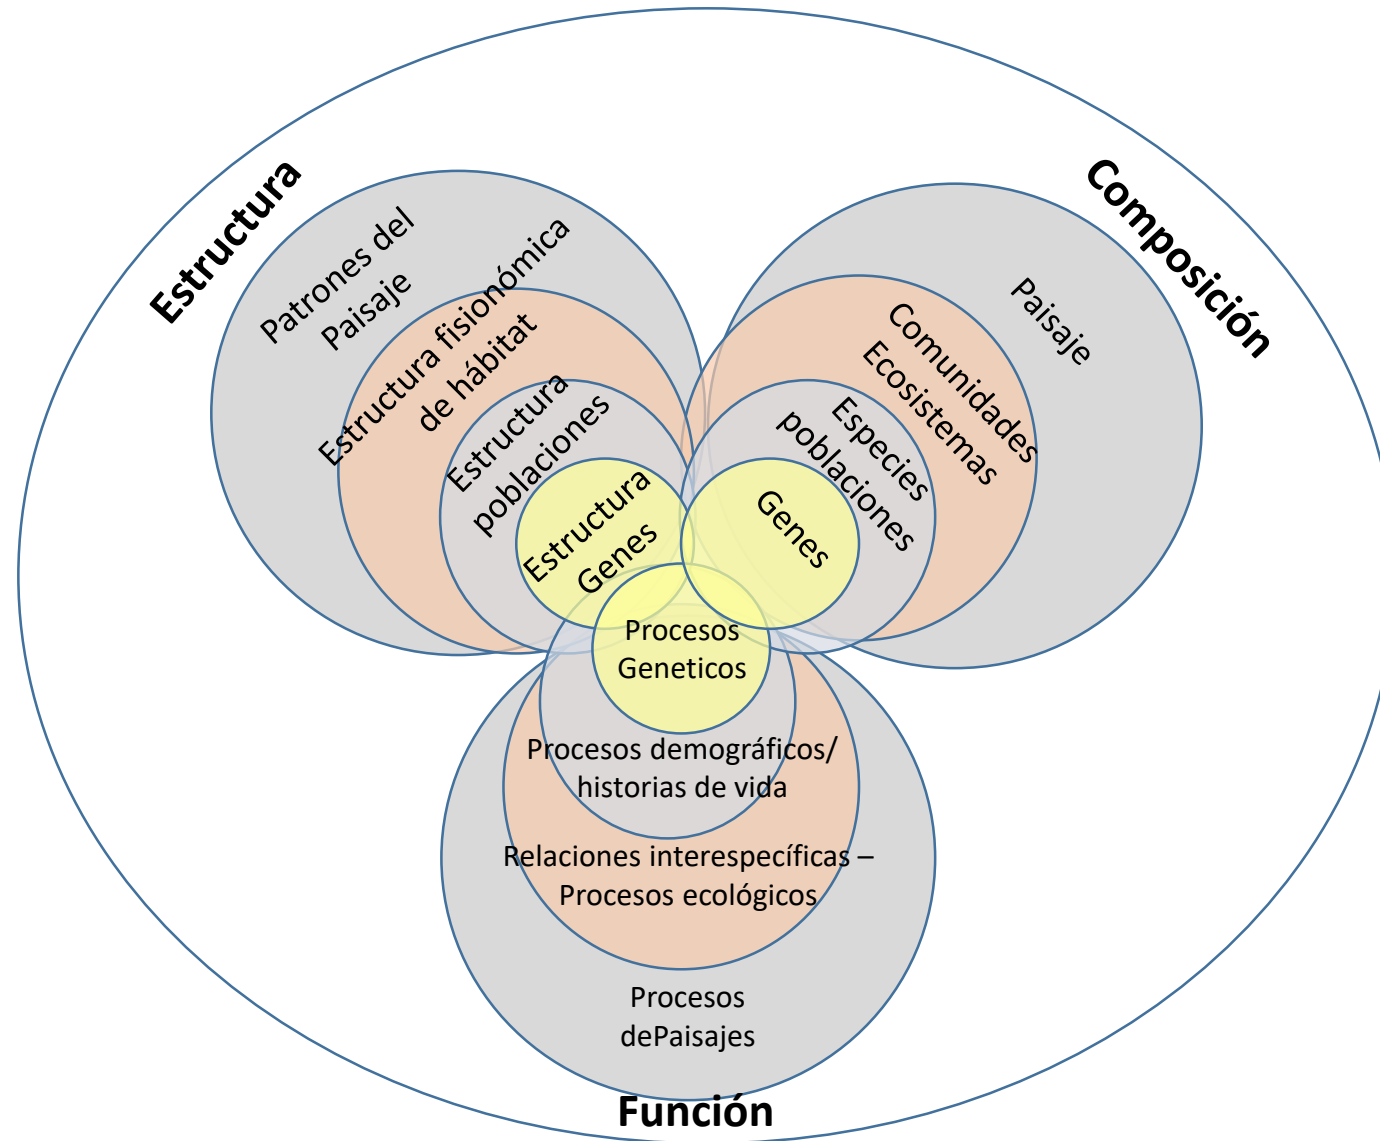 Estructura
Patrones del
Paisaje
Estructura fisionómica
de hábitat
Estructura
poblaciones
Estructura
Genes
Composición
Paisaje
Comunidades
Ecosistemas
Especies
poblaciones
Genes
Procesos
Geneticos
Procesos demográficos/
historias de vida
Relaciones interespecíficas –
Procesos ecológicos
Procesos
dePaisajes
Función